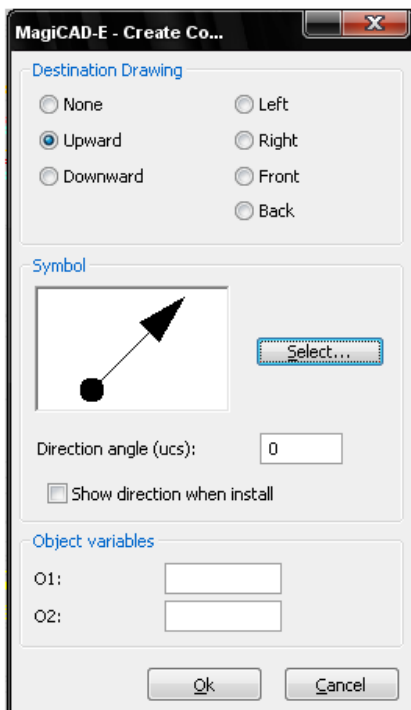 MagiCAD-E - Create Co...
Destination Drawing
None
Left
Upward
Right
Downward
Front
Back
Symbol
Select...
Direction angle (ucs): 0
Show direction when install
Object variables
O1:
O2:
Ok
Cancel